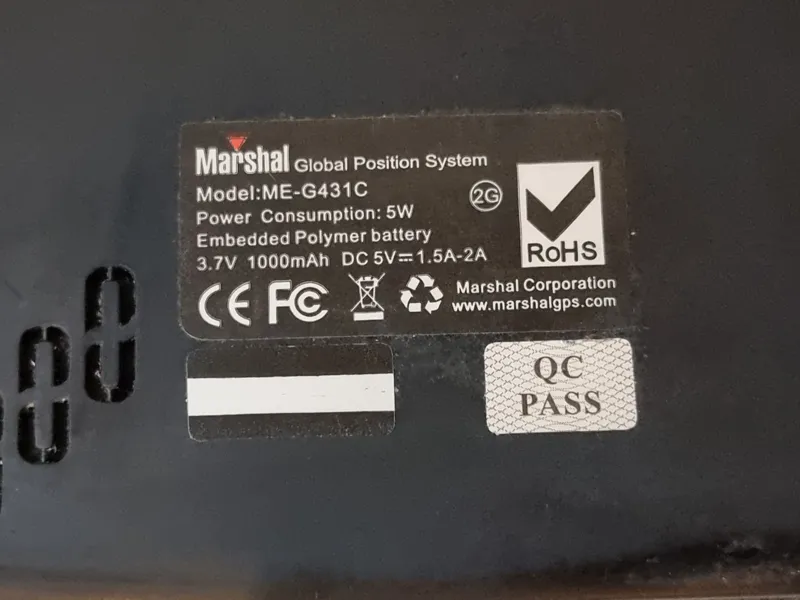 Marshal Global Position System
Model:ME-G431C
2G
Power Consumption: 5W
Embedded Polymer battery
3.7V 1000mAh DC 5V⎓1.5A-2A
RoHS
CE FC
Marshal Corporation
www.marshalgps.com
QC
PASS